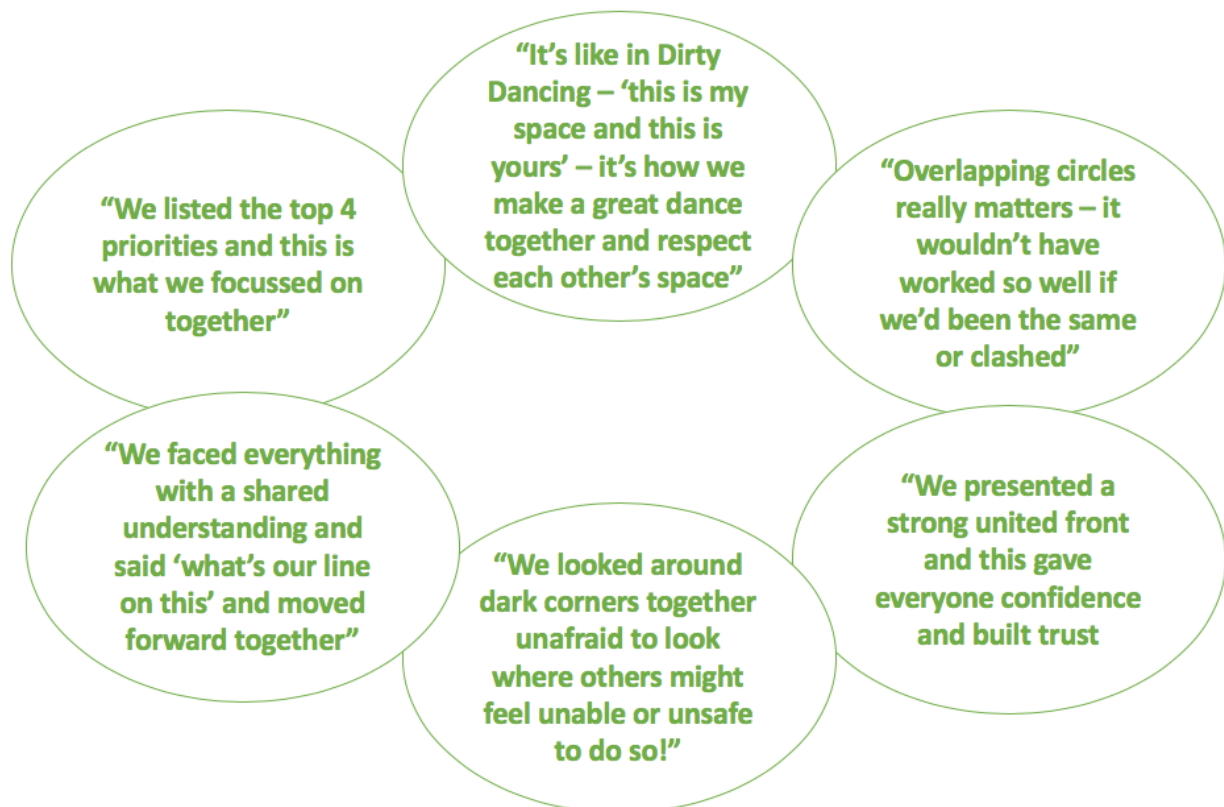 “It’s like in Dirty
Dancing – ‘this is my
space and this is
yours’ – it’s how we
make a great dance
together and respect
each other’s space”
“We listed the top 4
priorities and this is
what we focussed on
together”
“Overlapping circles
really matters – it
wouldn’t have
worked so well if
we’d been the same
or clashed”
“We faced everything
with a shared
understanding and
said ‘what’s our line
on this’ and moved
forward together”
“We looked around
dark corners together
unafraid to look
where others might
feel unable or unsafe
to do so!”
“We presented a
strong united front
and this gave
everyone confidence
and built trust